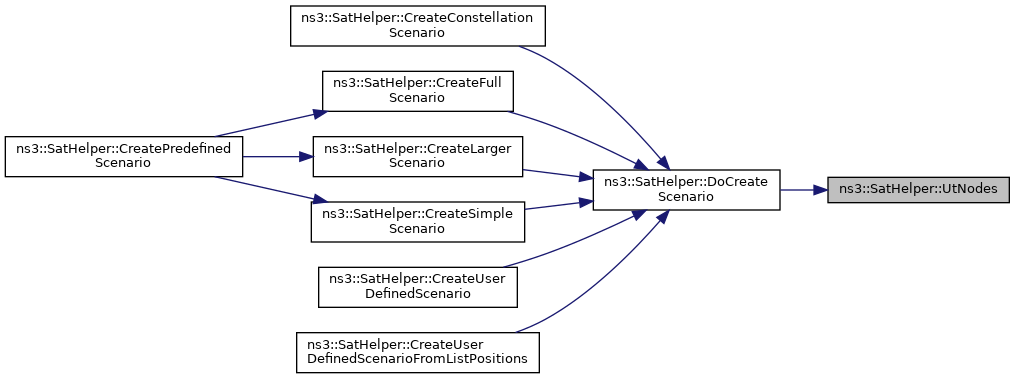 ns3::SatHelper::CreateConstellation
Scenario
ns3::SatHelper::CreateFull
Scenario
ns3::SatHelper::CreatePredefined
Scenario
ns3::SatHelper::CreateLarger
Scenario
ns3::SatHelper::DoCreate
Scenario
ns3::SatHelper::UtNodes
ns3::SatHelper::CreateSimple
Scenario
ns3::SatHelper::CreateUser
DefinedScenario
ns3::SatHelper::CreateUser
DefinedScenarioFromListPositions